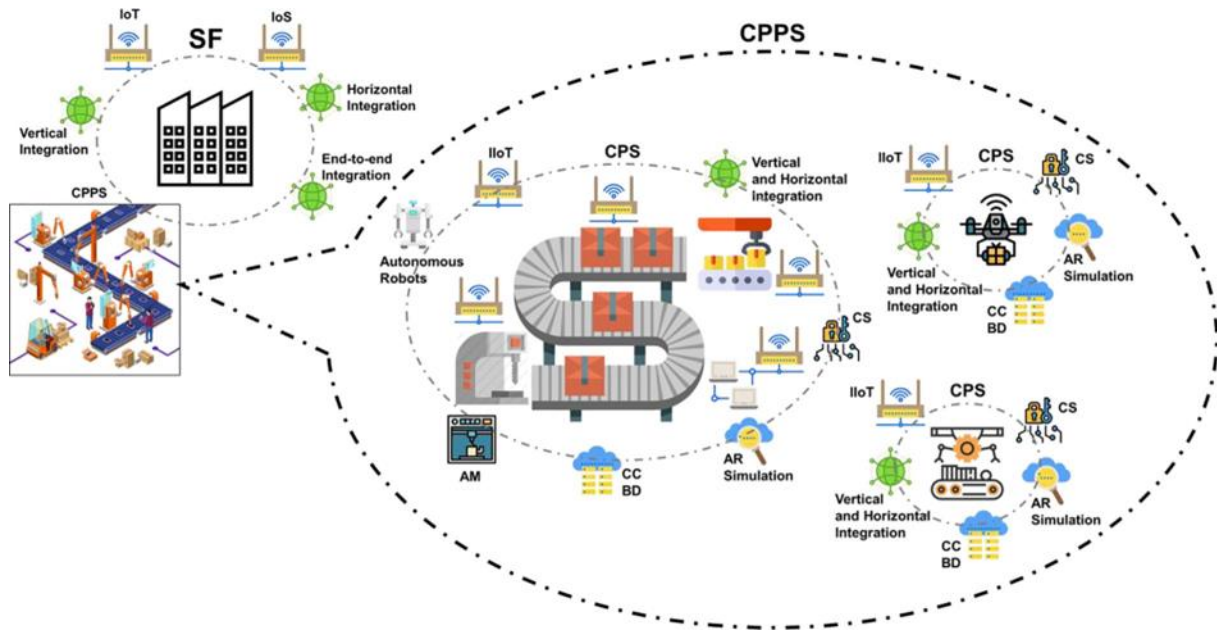 IoT
SF
IoS
Horizontal
Integration
Vertical
Integration
End-to-end
Integration
CPPS
CPPS
IIoT
CPS
Vertical
and Horizontal
Integration
Autonomous
Robots
CS
AM
CC
BD
AR
Simulation
IIoT
CPS
CS
Vertical
and Horizontal
Integration
AR
Simulation
CC
BD
IIoT
CPS
CS
Vertical
and Horizontal
Integration
AR
Simulation
CC
BD